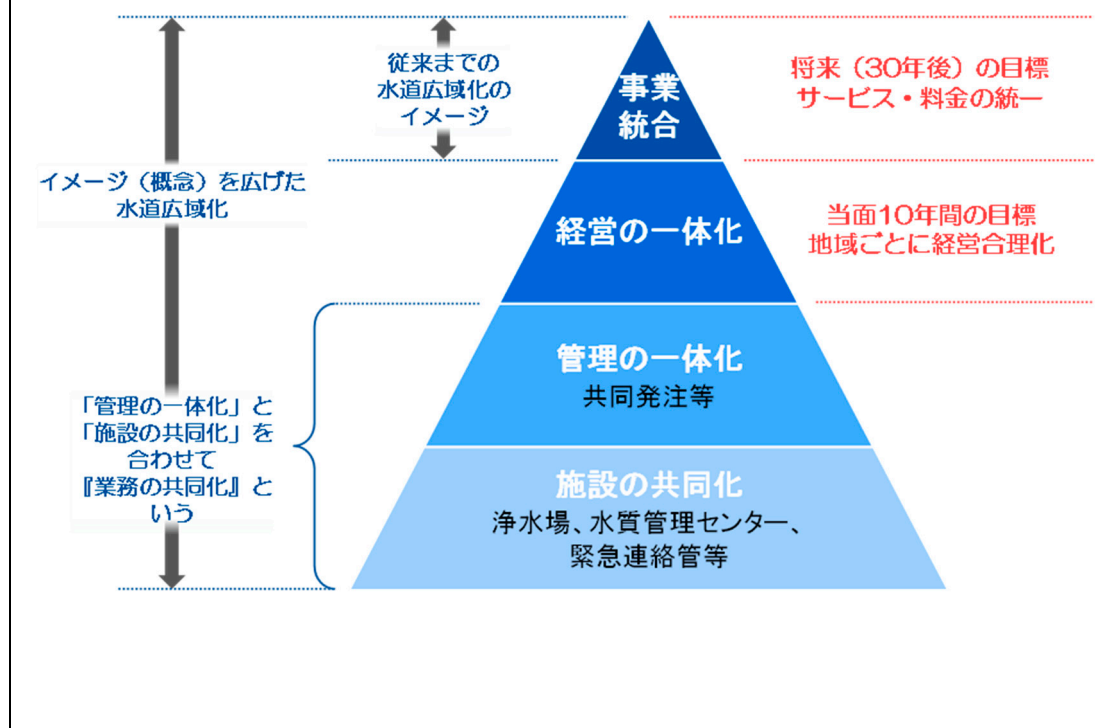 従来までの
水道広域化の
イメージ
イメージ（概念）を広げた
水道広域化
「管理の一体化」と
「施設の共同化」を
合わせて
『業務の共同化』と
いう
事業
統合
経営の一体化
管理の一体化
共同発注等
施設の共同化
浄水場、水質管理センター、
緊急連絡管等
将来（30年後）の目標
サービス・料金の統一
当面10年間の目標
地域ごとに経営合理化